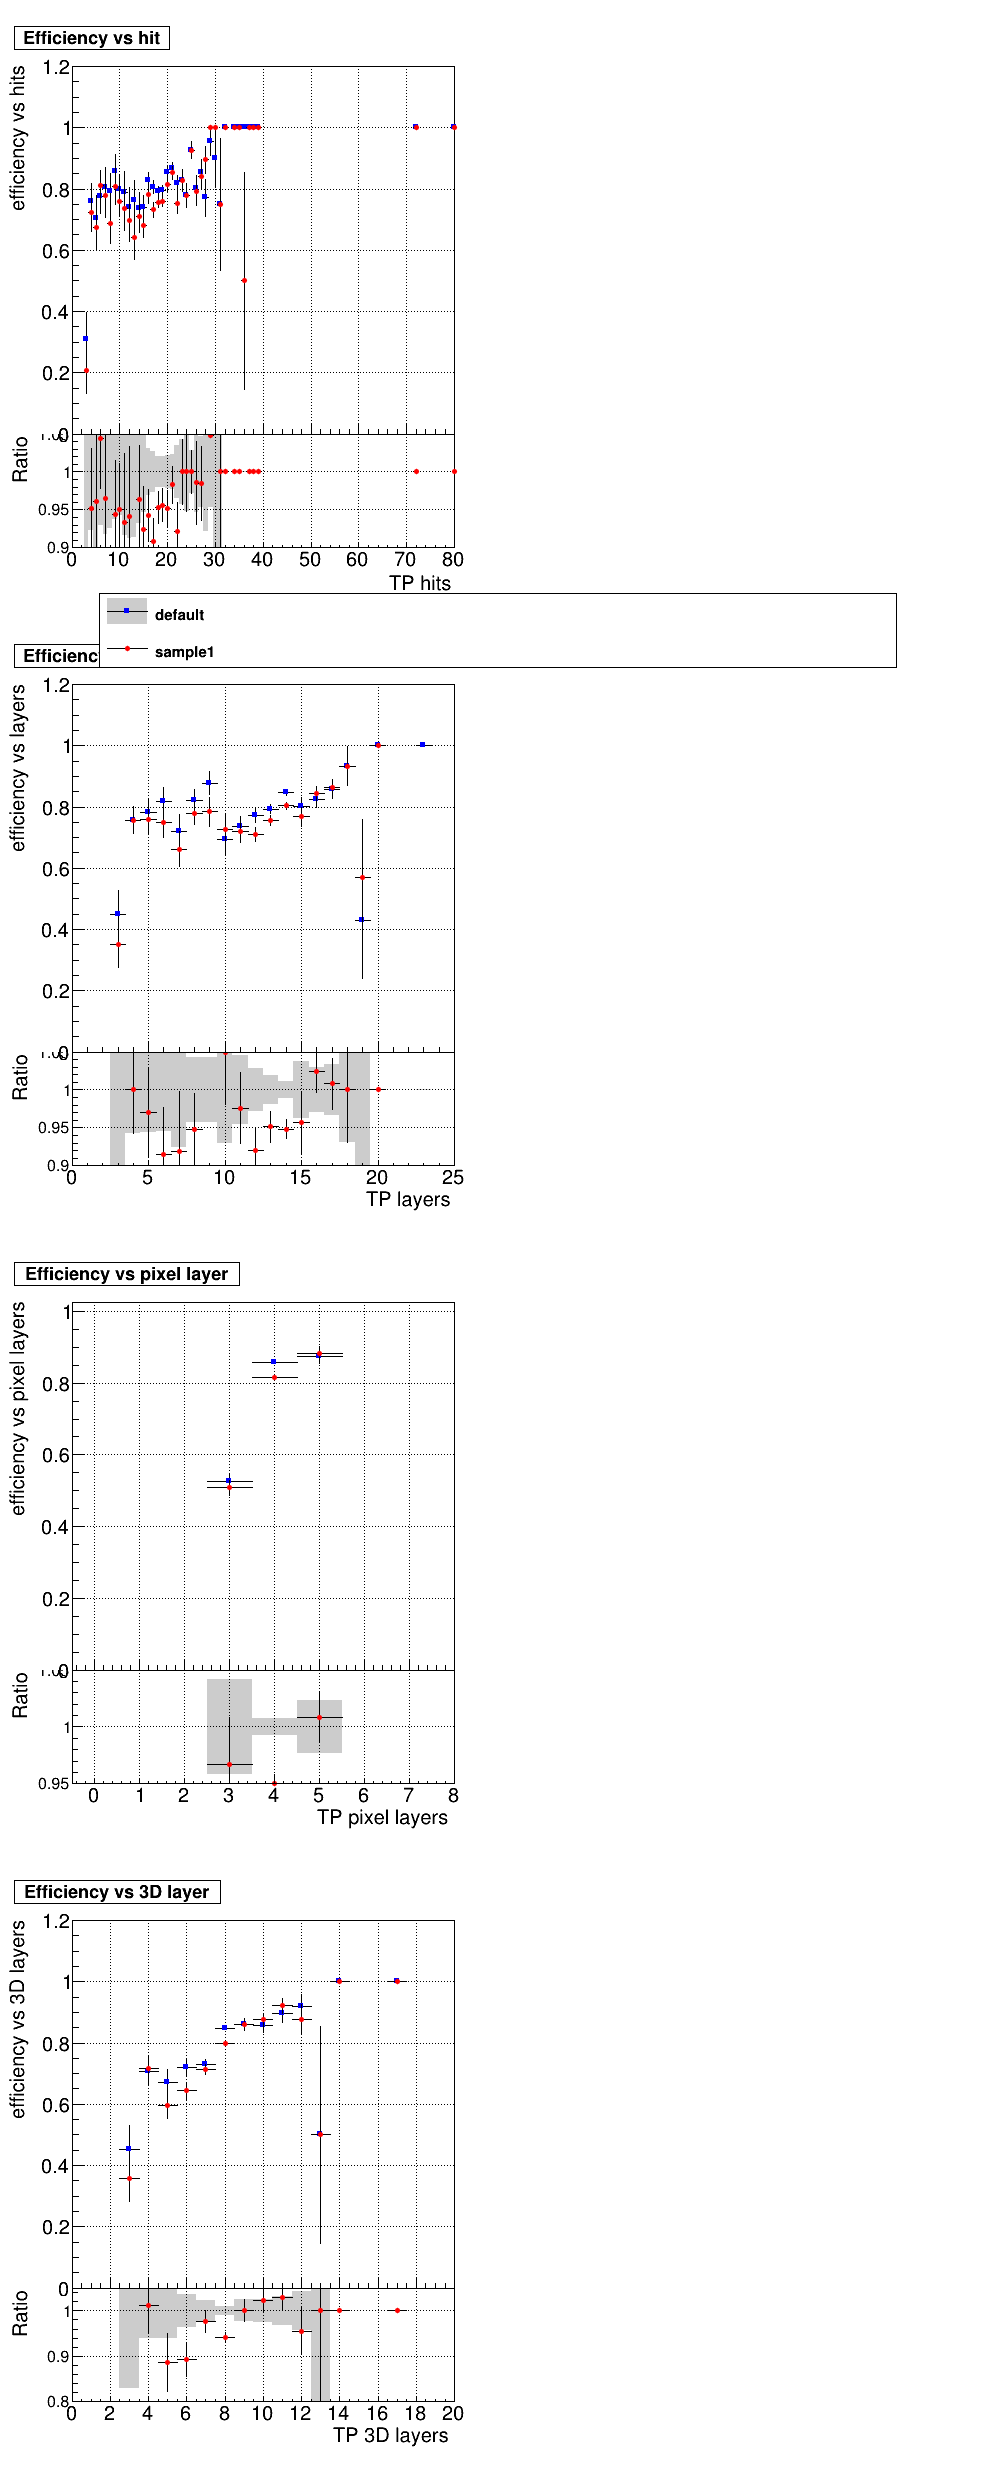 Efficiency vs hit
efficiency vs hits
1.2
1
0.8
0.6
0.4
0.2
0
Ratio
1
0.95
0.9
0 10 20 30 40 50 60 70 80
TP hits
default
sample1
Efficienc
efficiency vs layers
1.2
1
0.8
0.6
0.4
0.2
0
Ratio
1
0.95
0.9
0 5 10 15 20 25
TP layers
Efficiency vs pixel layer
efficiency vs pixel layers
1
0.8
0.6
0.4
0.2
0
Ratio
1
0.95
0 1 2 3 4 5 6 7 8
TP pixel layers
Efficiency vs 3D layer
efficiency vs 3D layers
1.2
1
0.8
0.6
0.4
0.2
0
Ratio
1
0.9
0.8
0 2 4 6 8 10 12 14 16 18 20
TP 3D layers